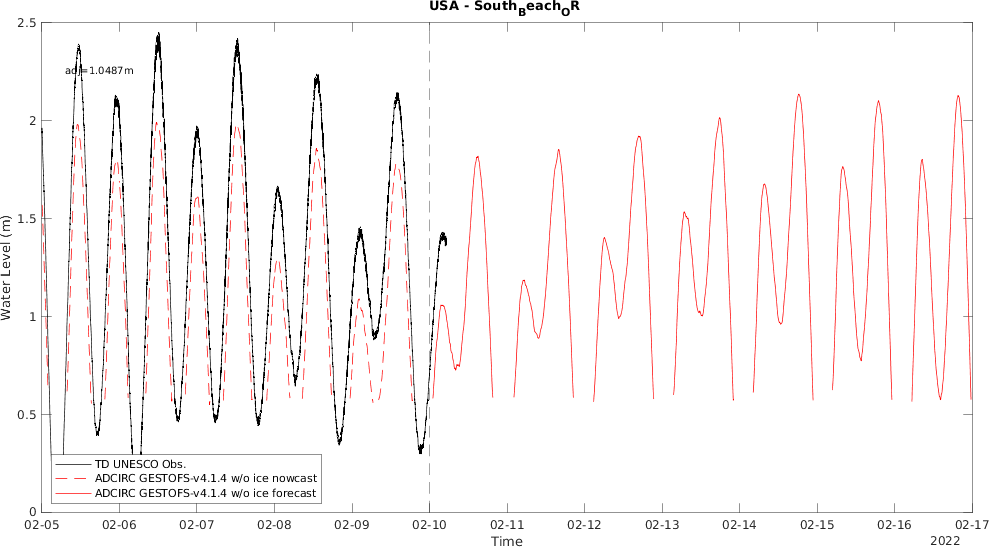 USA - SouthBeachOR
2.5
adj=1.0487m
2
1.5
Water Level (m)
1
0.5
TD UNESCO Obs.
ADCIRC GESTOFS-v4.1.4 w/o ice nowcast
ADCIRC GESTOFS-v4.1.4 w/o ice forecast
0
02-05 02-06 02-07 02-08 02-09 02-10 02-11 02-12 02-13 02-14 02-15 02-16 02-17
Time
2022